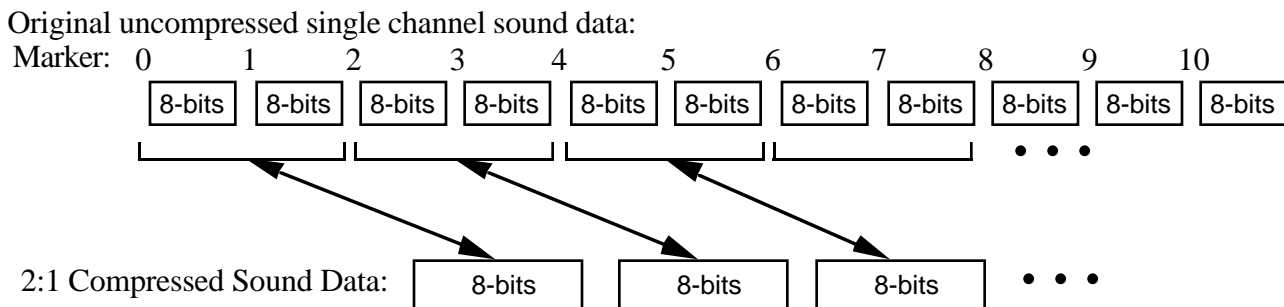 Original uncompressed single channel sound data:
Marker: 0 1 2 3 4 5 6 7 8 9 10
8-bits 8-bits 8-bits 8-bits 8-bits 8-bits 8-bits 8-bits 8-bits 8-bits 8-bits
• • •
2:1 Compressed Sound Data: 8-bits 8-bits 8-bits • • •